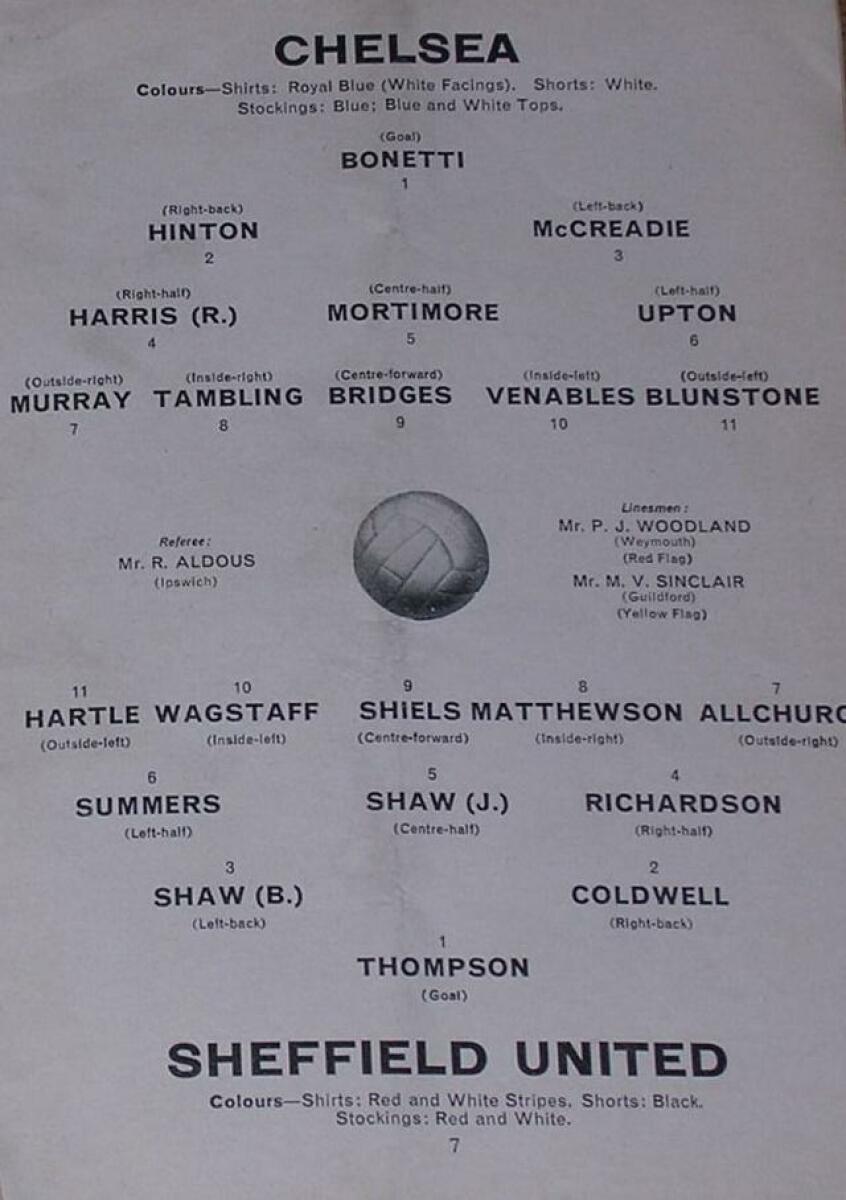 CHELSEA
Colours—Shirts: Royal Blue (White Facings). Shorts: White.
Stockings: Blue; Blue and White Tops.
(Goal)
BONETTI
1
(Right-back) (Left-back)
HINTON McCREADIE
2 3
(Right-half) (Centre-half) (Left-half)
HARRIS (R.) MORTIMORE UPTON
4 5 6
(Outside-right) (Inside-right) (Centre-forward) (Inside-left) (Outside-left)
MURRAY TAMBLING BRIDGES VENABLES BLUNSTONE
7 8 9 10 11
Referee:
Mr. R. ALDOUS
(Ipswich)
Linesmen:
Mr. P. J. WOODLAND
(Weymouth)
(Red Flag)
Mr. M. V. SINCLAIR
(Guildford)
(Yellow Flag)
11 10 9 8 7
HARTLE WAGSTAFF SHIELS MATTHEWSON ALLCHURC
(Outside-left) (Inside-left) (Centre-forward) (Inside-right) (Outside-right)
6 5 4
SUMMERS SHAW (J.) RICHARDSON
(Left-half) (Centre-half) (Right-half)
3 2
SHAW (B.) COLDWELL
(Left-back) (Right-back)
1
THOMPSON
(Goal)
SHEFFIELD UNITED
Colours—Shirts: Red and White Stripes. Shorts: Black.
Stockings: Red and White.
7